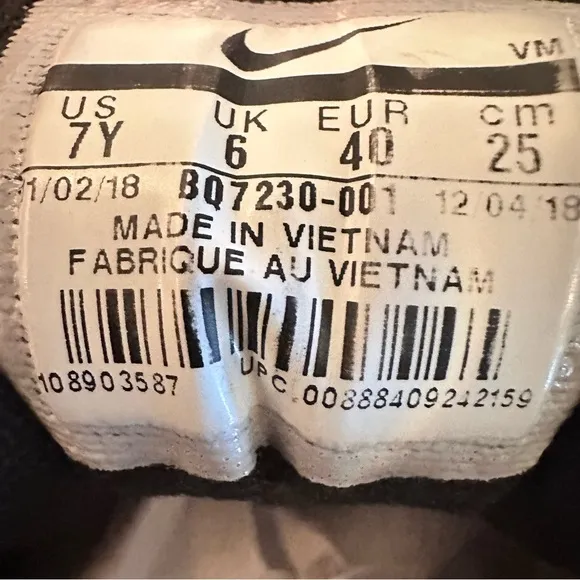 VM
US UK EUR cm
7Y 6 40 25
1/02/18 BQ7230-001 12/04/18
MADE IN VIETNAM
FABRIQUE AU VIETNAM
108903587 UPC 00888409242159